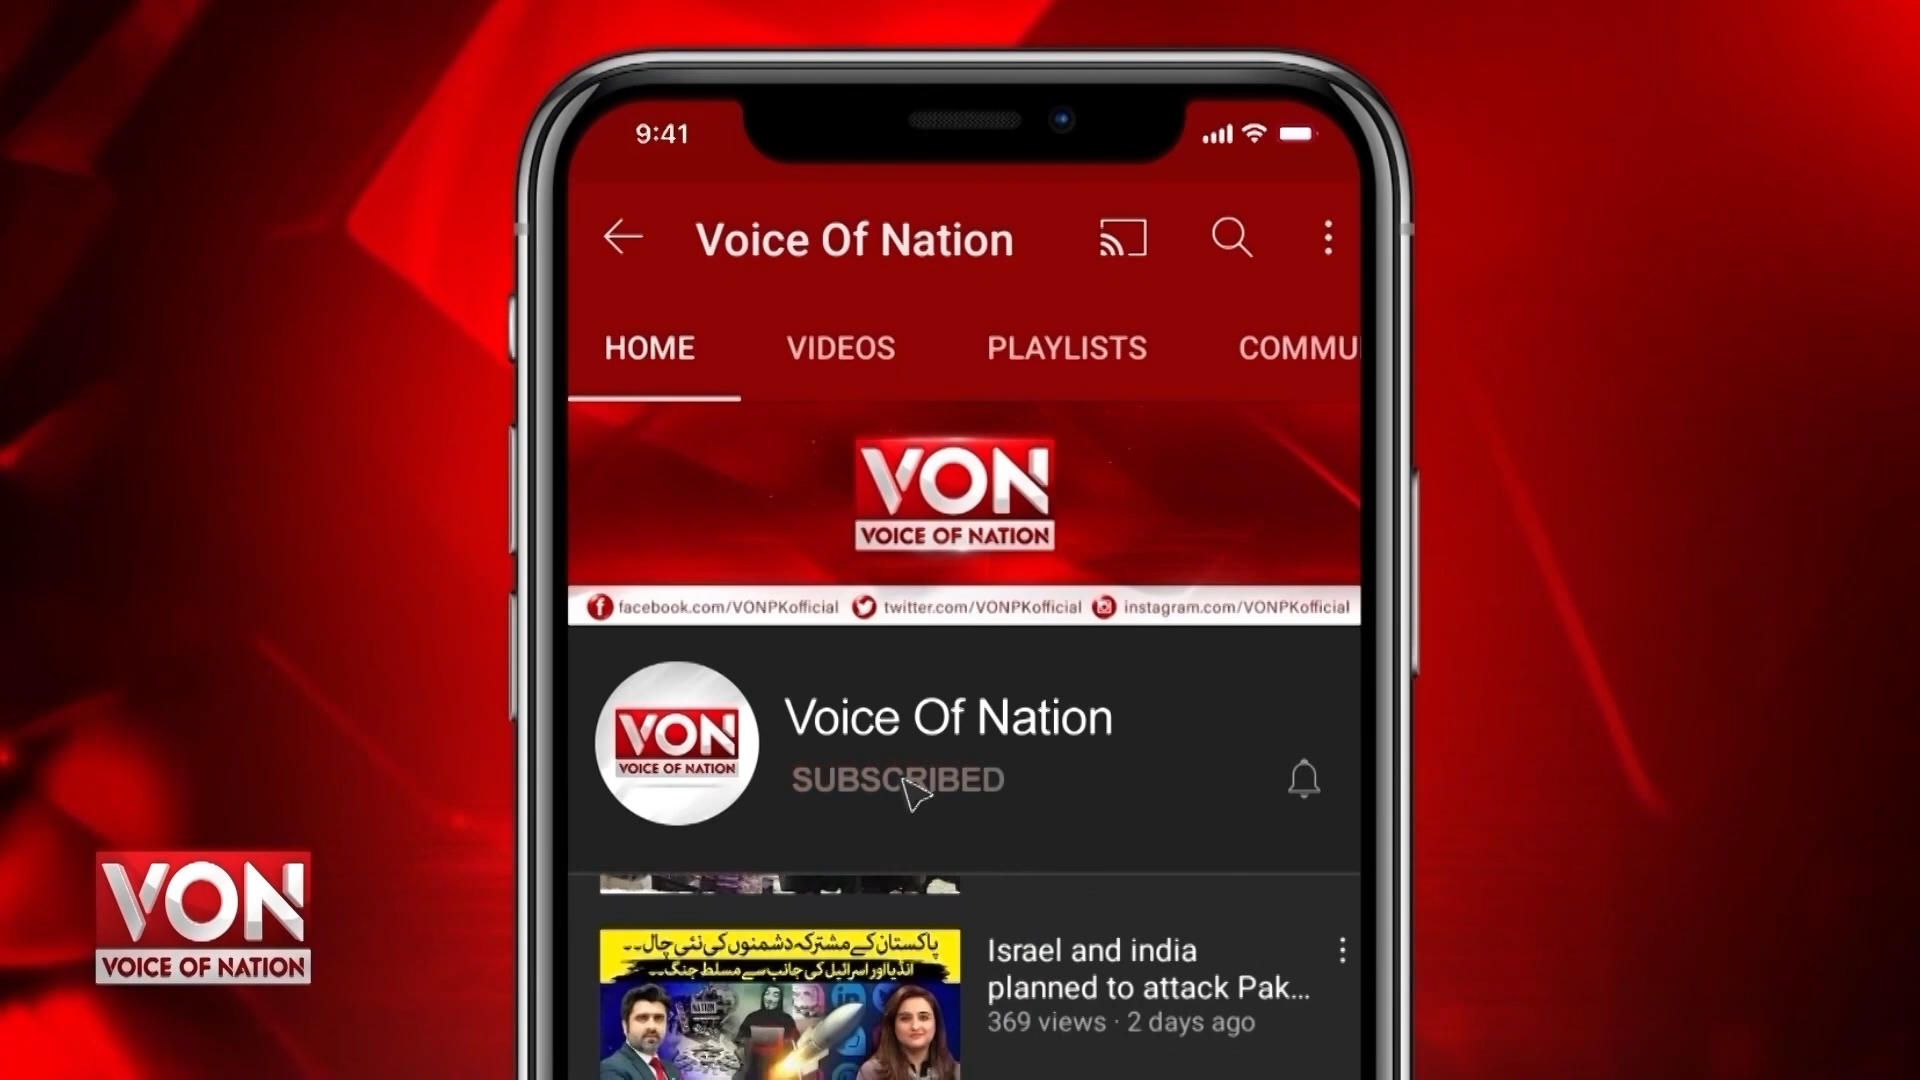 9:41
Voice Of Nation
HOME VIDEOS PLAYLISTS COMMU
VON
VOICE OF NATION
facebook.com/VONPKofficial twitter.com/VONPKofficial instagram.com/VONPKofficial
VON
VOICE OF NATION
Voice Of Nation
SUBSCRIBED
پاکستان کے مشترکہ دشمنوں کی نئی چال۔۔
انڈیا اور اسرائیل کی جانب سے مسلط جنگ۔۔
NATION
Israel and india
planned to attack Pak...
369 views · 2 days ago
VON
VOICE OF NATION